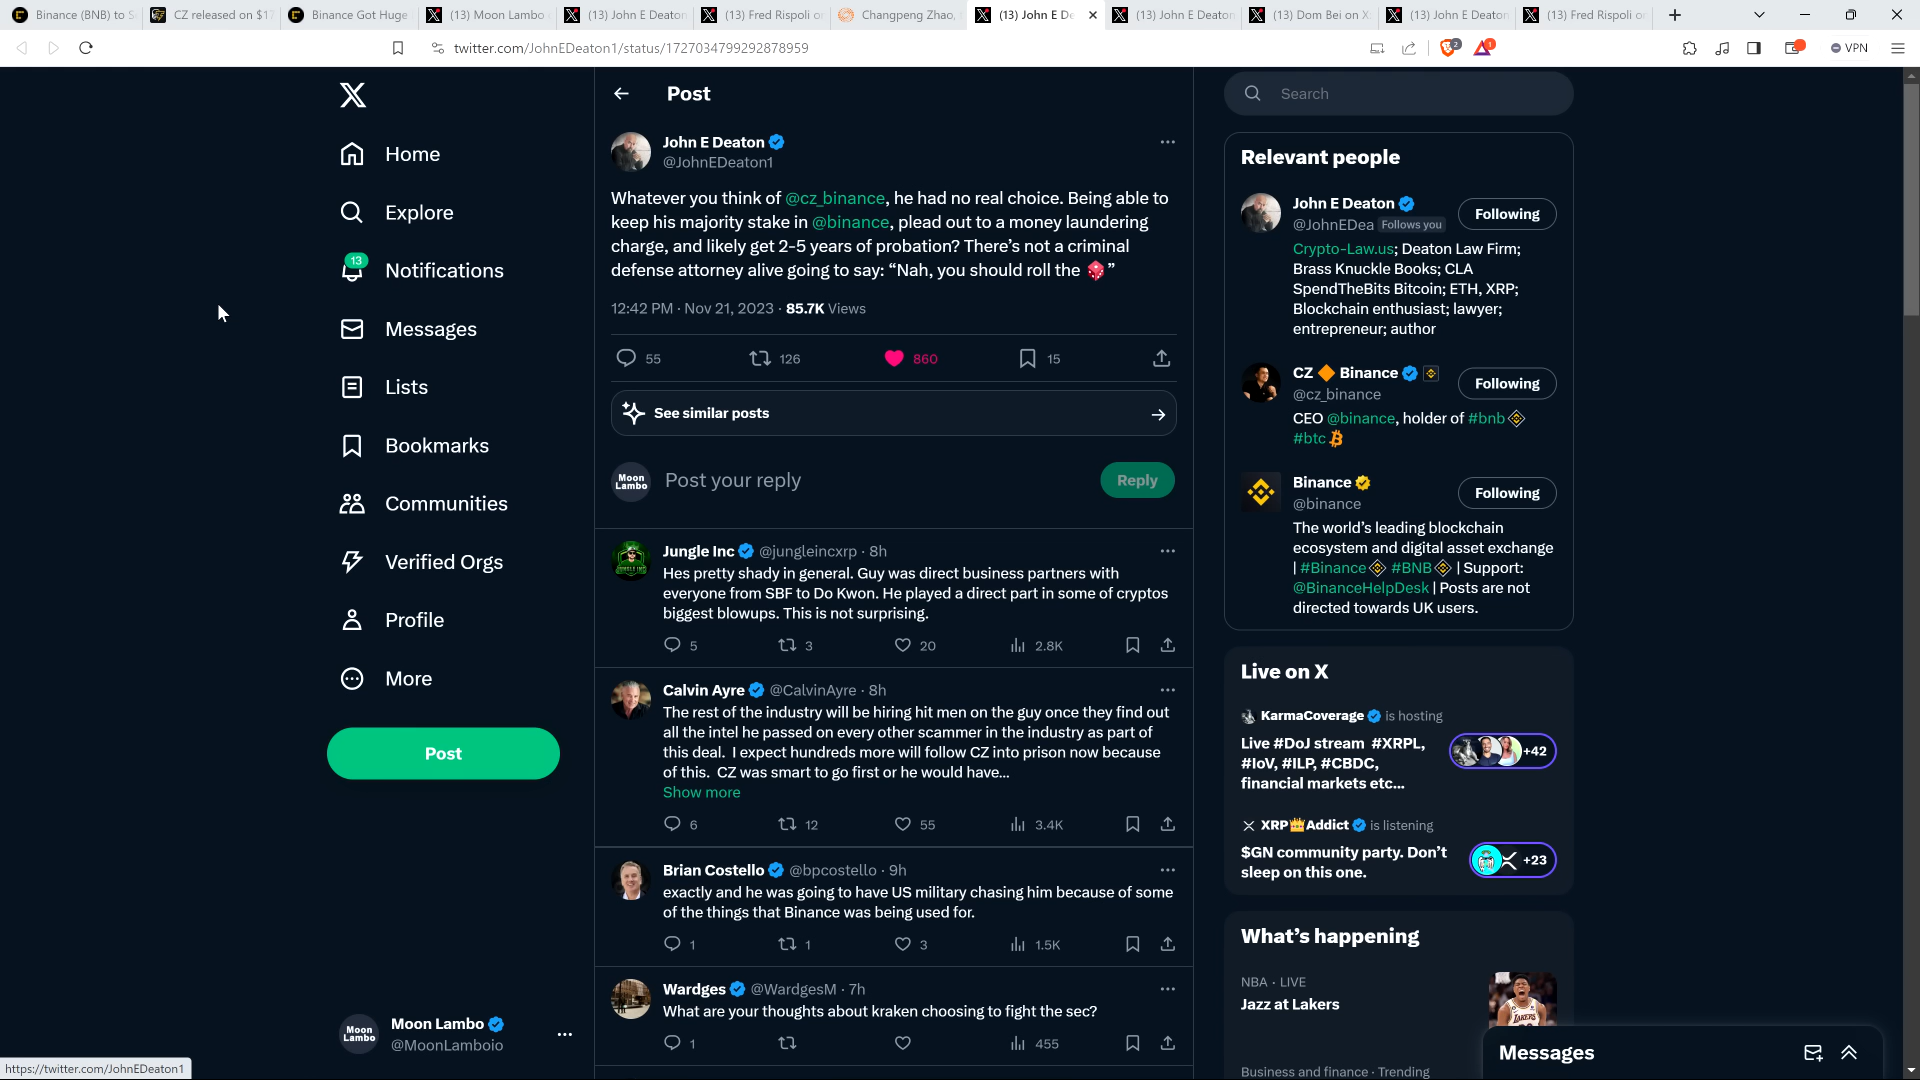 Binance (BNB) to S
CZ released on $17
Binance Got Huge
(13) Moon Lambo
(13) John E Deaton
(13) Fred Rispoli o
Changpeng Zhao,
(13) John E De
(13) John E Deaton
(13) Dom Bei on X
(13) John E Deaton
(13) Fred Rispoli o
twitter.com/JohnEDeaton1/status/1727034799292878959
2
1
VPN
Home
Explore
13
Notifications
Messages
Lists
Bookmarks
Communities
Verified Orgs
Profile
More
Post
Moon Lambo
Moon Lambo
@MoonLamboio
https://twitter.com/JohnEDeaton1
Post
John E Deaton
@JohnEDeaton1
Whatever you think of @cz_binance, he had no real choice. Being able to
keep his majority stake in @binance, plead out to a money laundering
charge, and likely get 2-5 years of probation? There's not a criminal
defense attorney alive going to say: “Nah, you should roll the 🎲”
12:42 PM · Nov 21, 2023 · 85.7K Views
55 126 860 15
See similar posts
Moon Lambo
Post your reply
Reply
Jungle Inc @jungleincxrp · 8h
Hes pretty shady in general. Guy was direct business partners with
everyone from SBF to Do Kwon. He played a direct part in some of cryptos
biggest blowups. This is not surprising.
5 3 20 2.8K
Calvin Ayre @CalvinAyre · 8h
The rest of the industry will be hiring hit men on the guy once they find out
all the intel he passed on every other scammer in the industry as part of
this deal. I expect hundreds more will follow CZ into prison now because
of this. CZ was smart to go first or he would have...
Show more
6 12 55 3.4K
Brian Costello @bpcostello · 9h
exactly and he was going to have US military chasing him because of some
of the things that Binance was being used for.
1 1 3 1.5K
Wardges @WardgesM · 7h
What are your thoughts about kraken choosing to fight the sec?
1 455
Search
Relevant people
John E Deaton
@JohnEDea Follows you
Following
Crypto-Law.us; Deaton Law Firm;
Brass Knuckle Books; CLA
SpendTheBits Bitcoin; ETH, XRP;
Blockchain enthusiast; lawyer;
entrepreneur; author
CZ 🔶 Binance
@cz_binance
Following
CEO @binance, holder of #bnb
#btc
Binance
@binance
Following
The world's leading blockchain
ecosystem and digital asset exchange
| #Binance #BNB | Support:
@BinanceHelpDesk | Posts are not
directed towards UK users.
Live on X
KarmaCoverage is hosting
Live #DoJ stream #XRPL,
#IoV, #ILP, #CBDC,
financial markets etc...
+42
XRP👑Addict is listening
$GN community party. Don't
sleep on this one.
+23
What's happening
NBA · LIVE
Jazz at Lakers
LAKERS
Business and finance · Trending
Messages